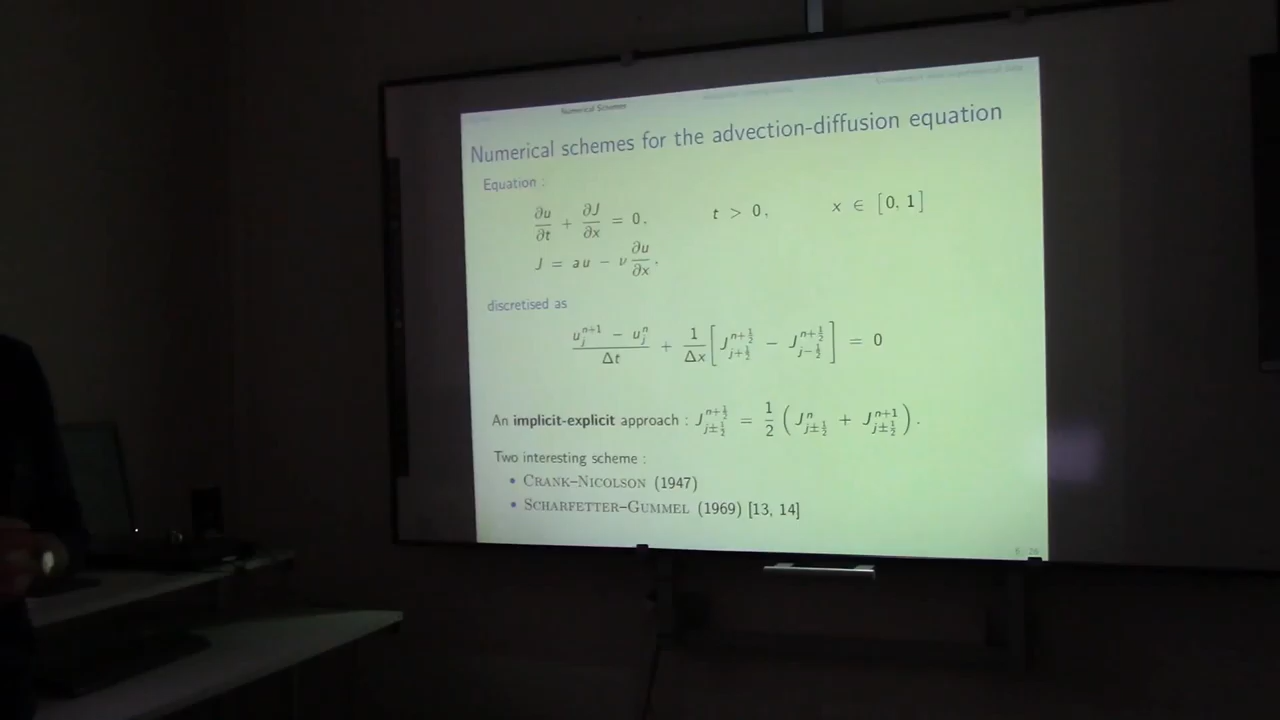 Numerical Schemes
Numerical schemes for the advection-diffusion equation
Equation :
∂u/∂t + ∂J/∂x = 0, t > 0, x ∈ [0, 1]
J = au − ν ∂u/∂x,
discretised as
(u_j^{n+1} − u_j^n)/Δt + 1/Δx [J_{j+1/2}^{n+1/2} − J_{j−1/2}^{n+1/2}] = 0
An implicit-explicit approach : J_{j±1/2}^{n+1/2} = 1/2 (J_{j±1/2}^n + J_{j±1/2}^{n+1}).
Two interesting scheme :
• CRANK–NICOLSON (1947)
• SCHARFETTER–GUMMEL (1969) [13, 14]